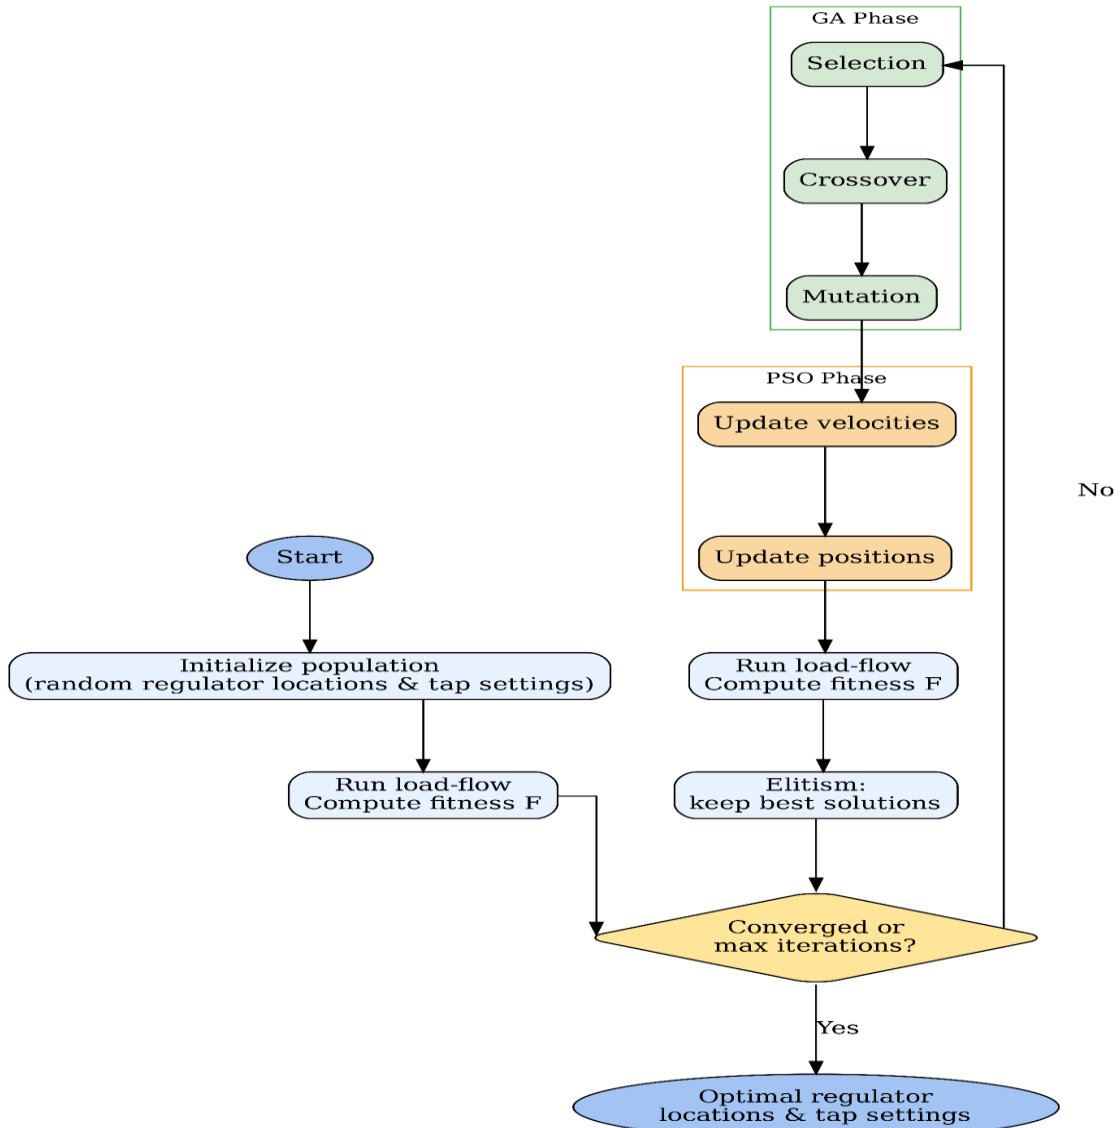 GA Phase
Selection
Crossover
Mutation
PSO Phase
Update velocities
No
Update positions
Start
Initialize population
(random regulator locations & tap settings)
Run load-flow
Compute fitness F
Run load-flow
Compute fitness F
Elitism:
keep best solutions
Converged or
max iterations?
Yes
Optimal regulator
locations & tap settings